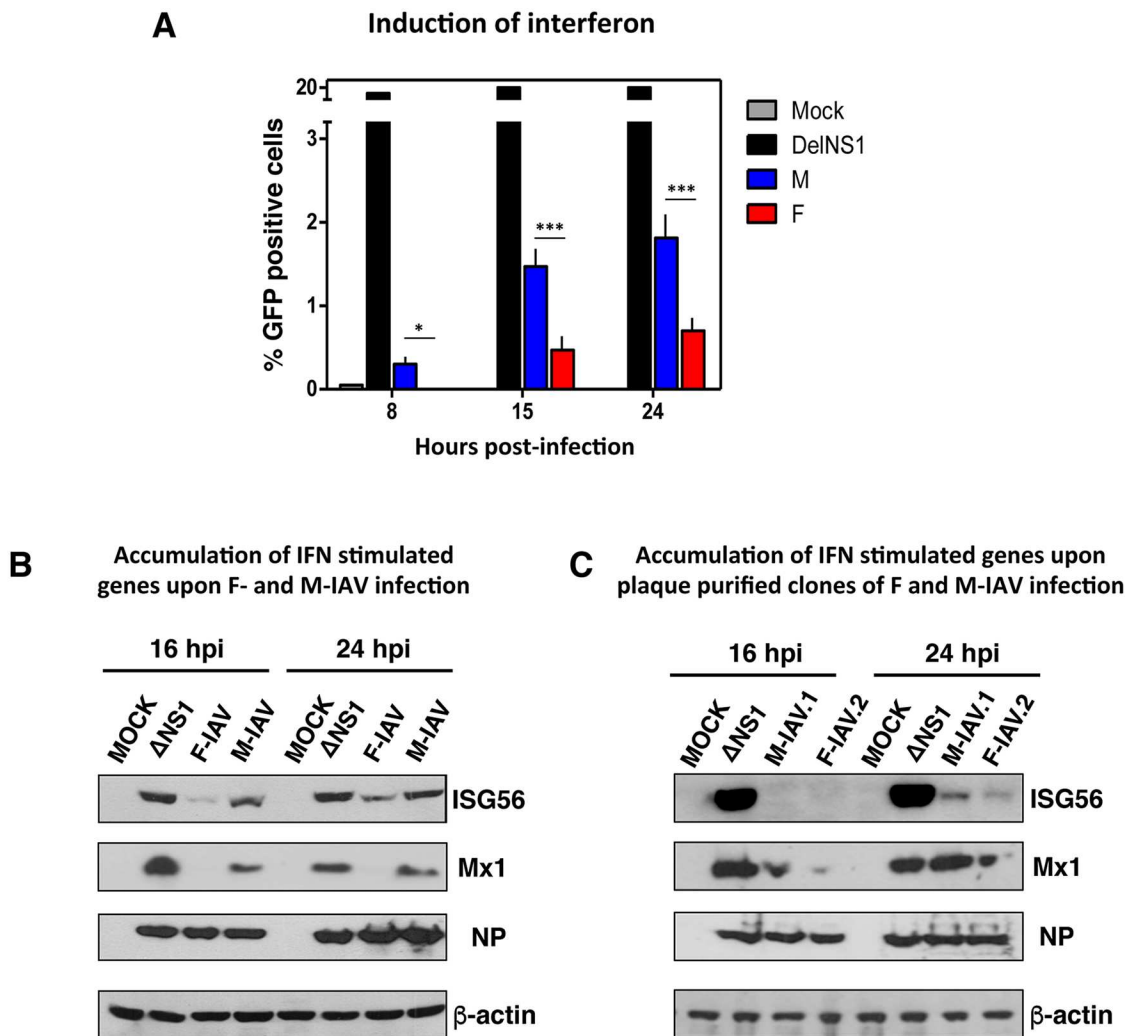 A
Induction of interferon
% GFP positive cells
20
3
2
1
0
*
***
***
8
15
24
Hours post-infection
Mock
DelNS1
M
F
B
Accumulation of IFN stimulated
genes upon F- and M-IAV infection
16 hpi
24 hpi
MOCK
ΔNS1
F-IAV
M-IAV
MOCK
ΔNS1
F-IAV
M-IAV
ISG56
Mx1
NP
β-actin
C
Accumulation of IFN stimulated genes upon
plaque purified clones of F and M-IAV infection
16 hpi
24 hpi
MOCK
ΔNS1
M-IAV.1
F-IAV.2
MOCK
ΔNS1
M-IAV.1
F-IAV.2
ISG56
Mx1
NP
β-actin